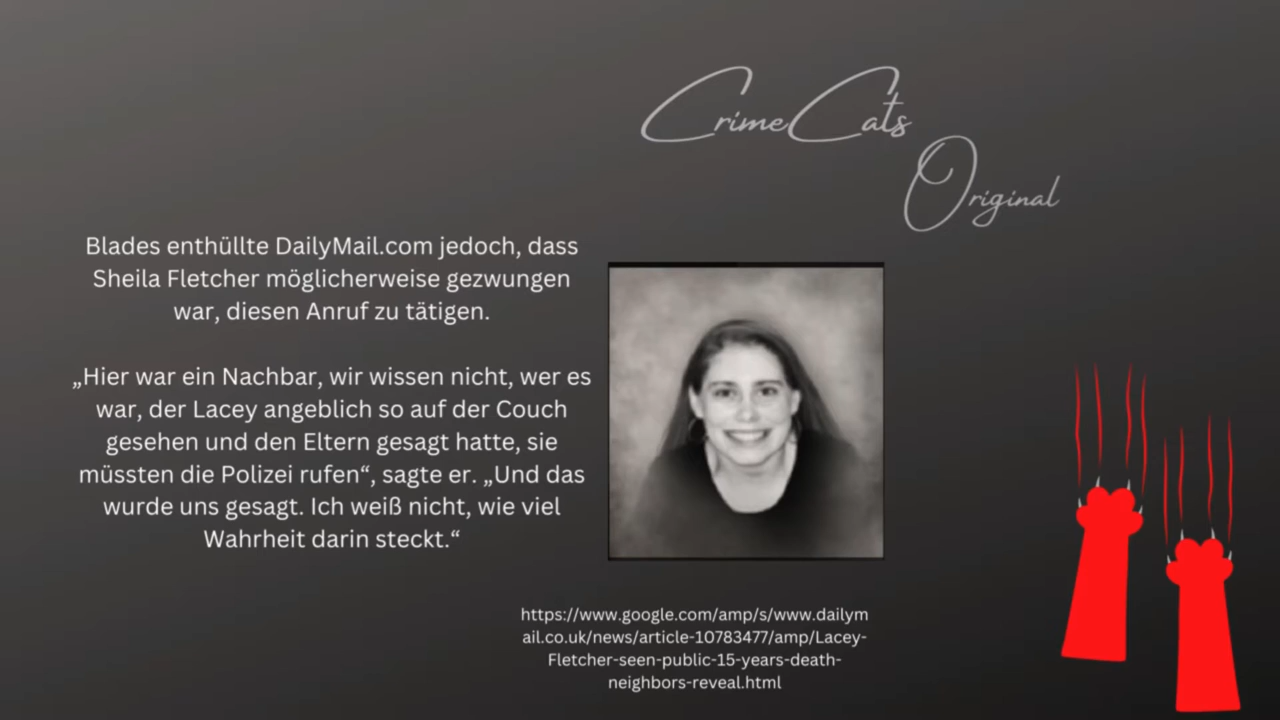 CrimeCats
Original
Blades enthüllte DailyMail.com jedoch, dass
Sheila Fletcher möglicherweise gezwungen
war, diesen Anruf zu tätigen.
„Hier war ein Nachbar, wir wissen nicht, wer es
war, der Lacey angeblich so auf der Couch
gesehen und den Eltern gesagt hatte, sie
müssten die Polizei rufen“, sagte er. „Und das
wurde uns gesagt. Ich weiß nicht, wie viel
Wahrheit darin steckt.“
https://www.google.com/amp/s/www.dailym
ail.co.uk/news/article-10783477/amp/Lacey-
Fletcher-seen-public-15-years-death-
neighbors-reveal.html